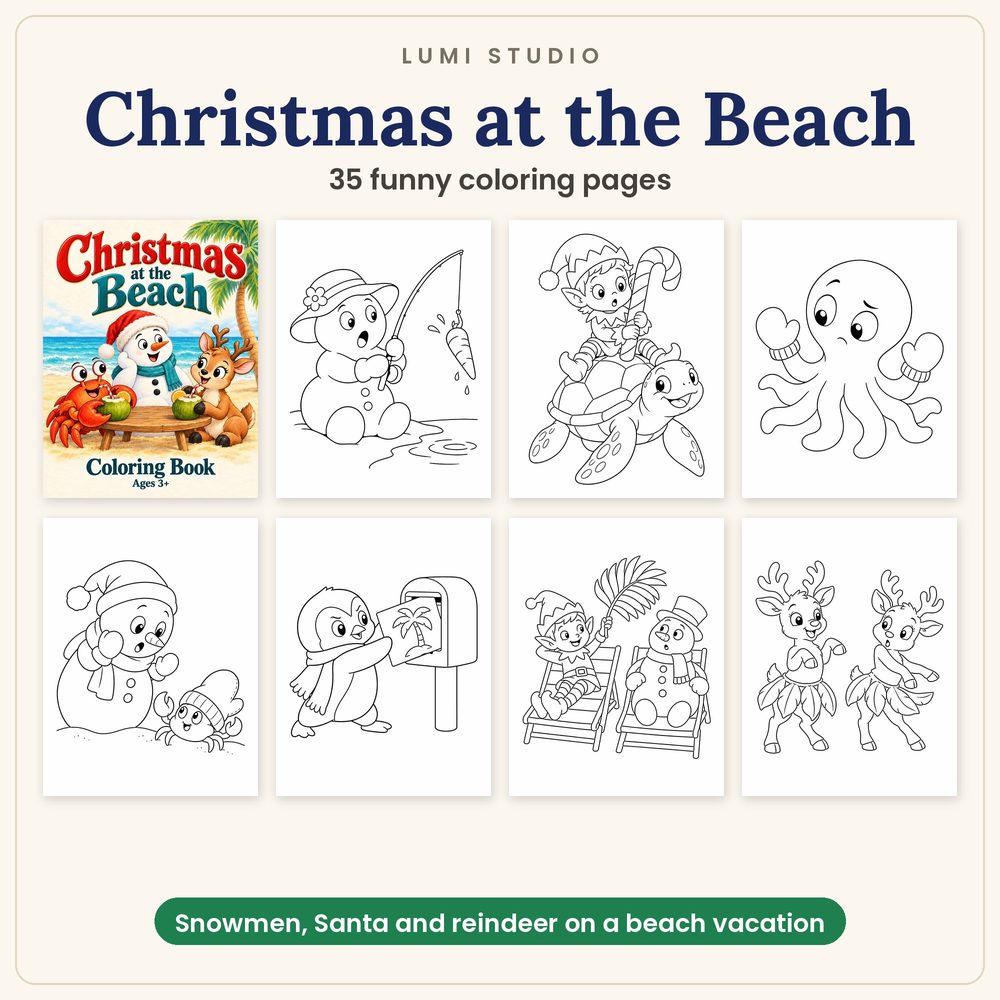 LUMI STUDIO
Christmas at the Beach
35 funny coloring pages
Christmas
at the
Beach
Coloring Book
Ages 3+
Snowmen, Santa and reindeer on a beach vacation